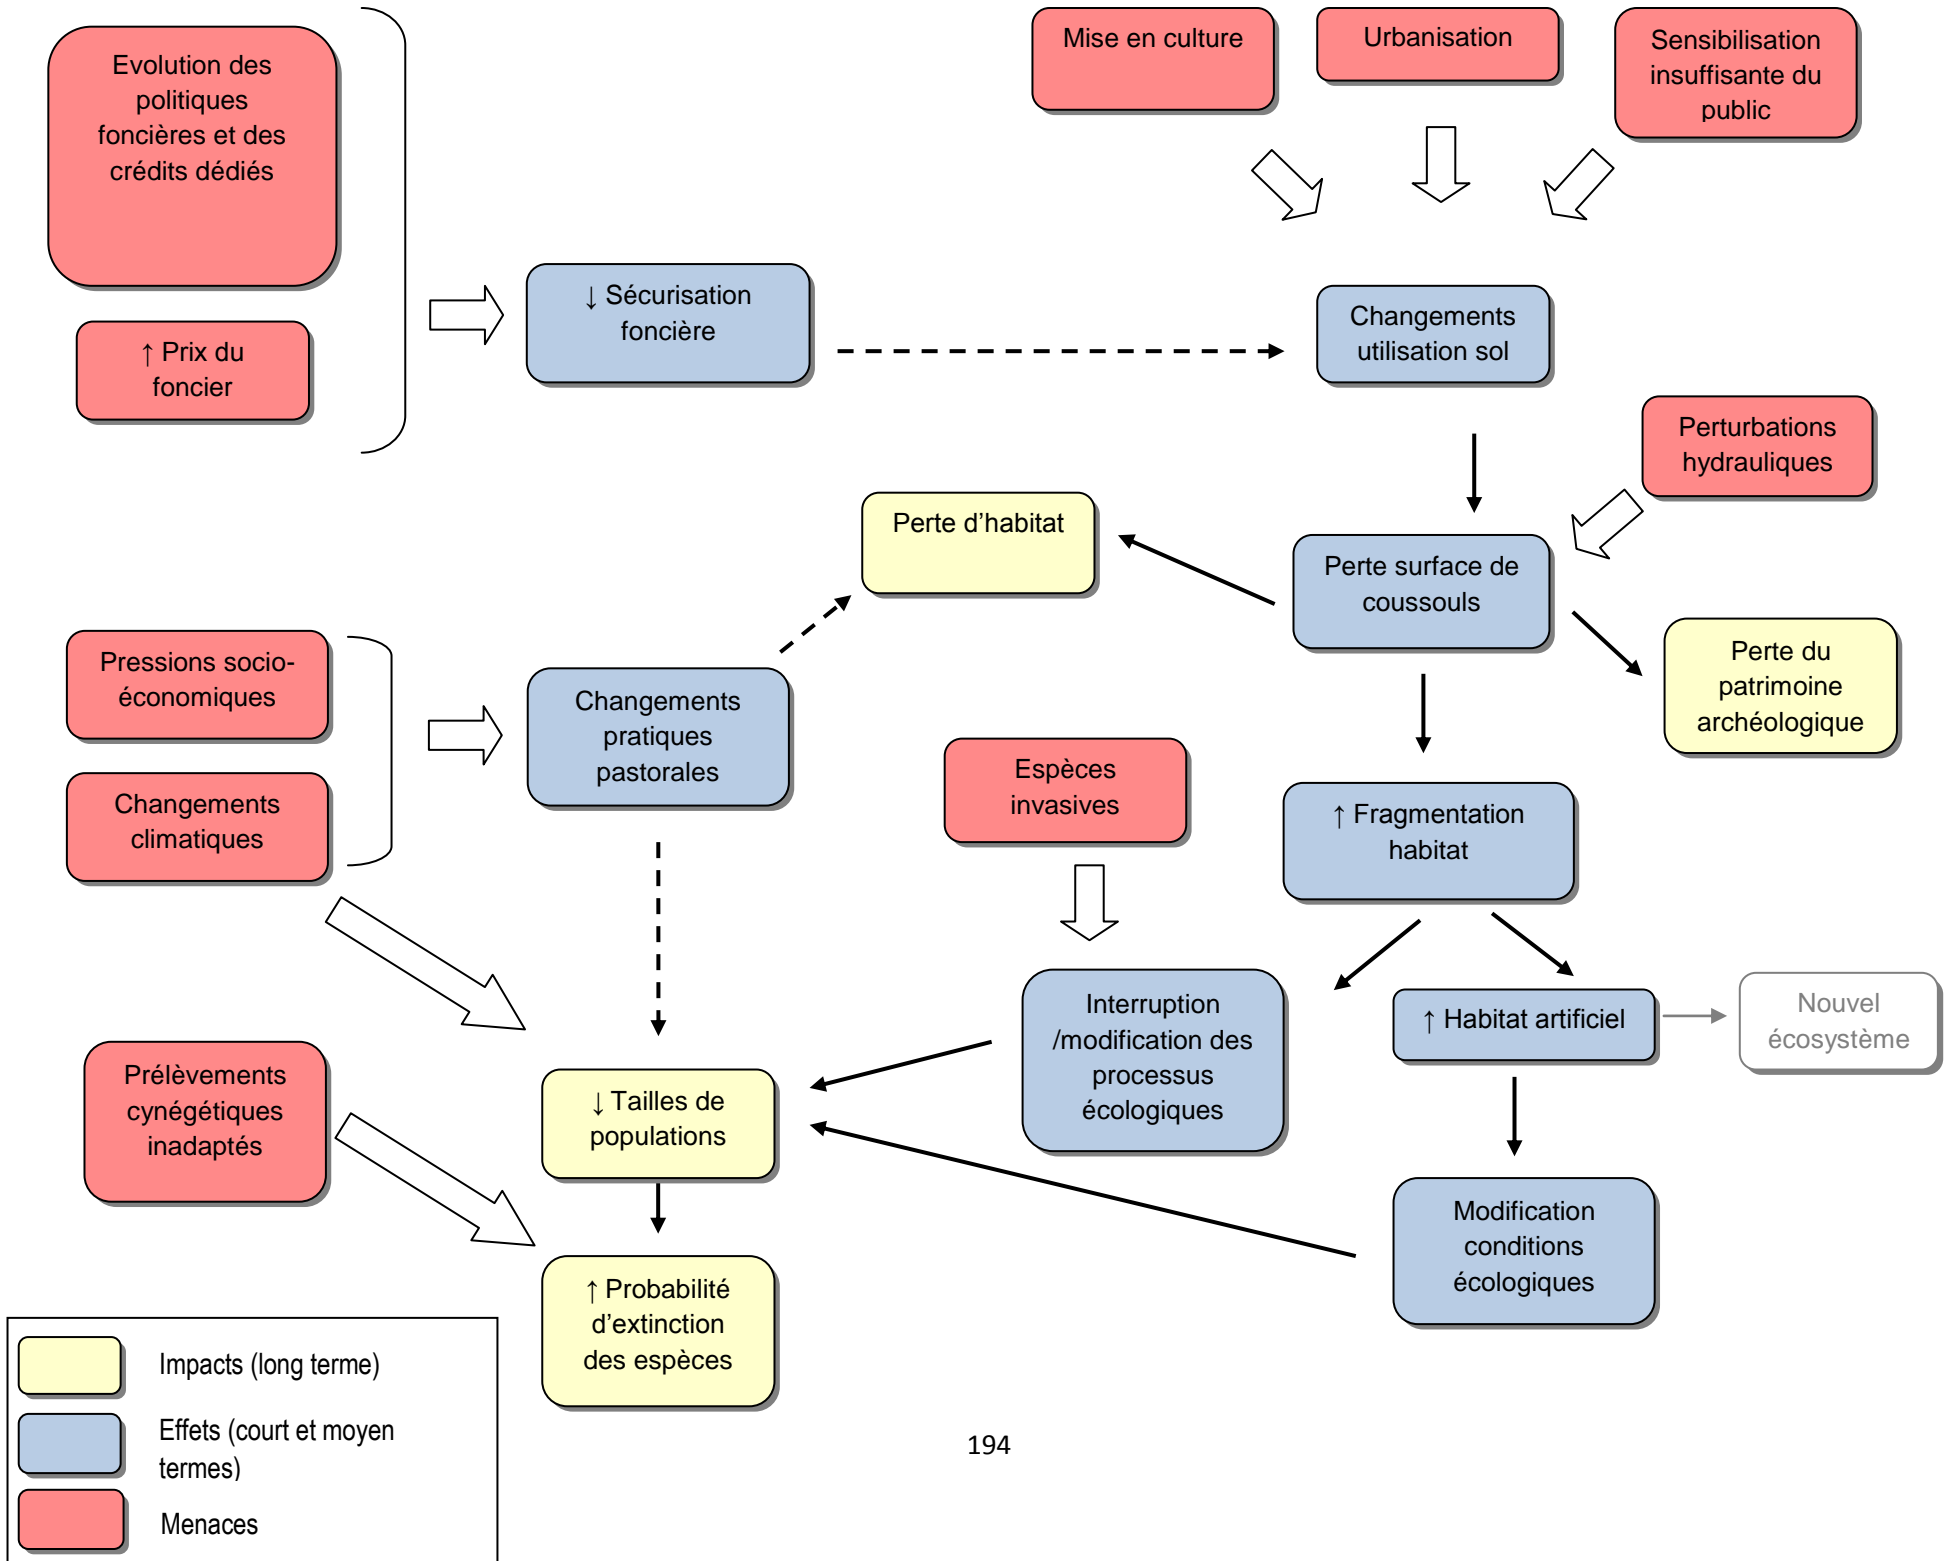 Evolution des
politiques
foncières et des
crédits dédiés
↑ Prix du
foncier
↓ Sécurisation
foncière
Mise en culture
Urbanisation
Sensibilisation
insuffisante du
public
Changements
utilisation sol
Perturbations
hydrauliques
Perte d’habitat
Perte surface de
coussouls
Perte du
patrimoine
archéologique
Pressions socio-
économiques
Changements
climatiques
Changements
pratiques
pastorales
Espèces
invasives
↑ Fragmentation
habitat
Interruption
/modification des
processus
écologiques
↑ Habitat artificiel
Nouvel
écosystème
Prélèvements
cynégétiques
inadaptés
↓ Tailles de
populations
Modification
conditions
écologiques
↑ Probabilité
d’extinction
des espèces
Impacts (long terme)
Effets (court et moyen
termes)
Menaces
194